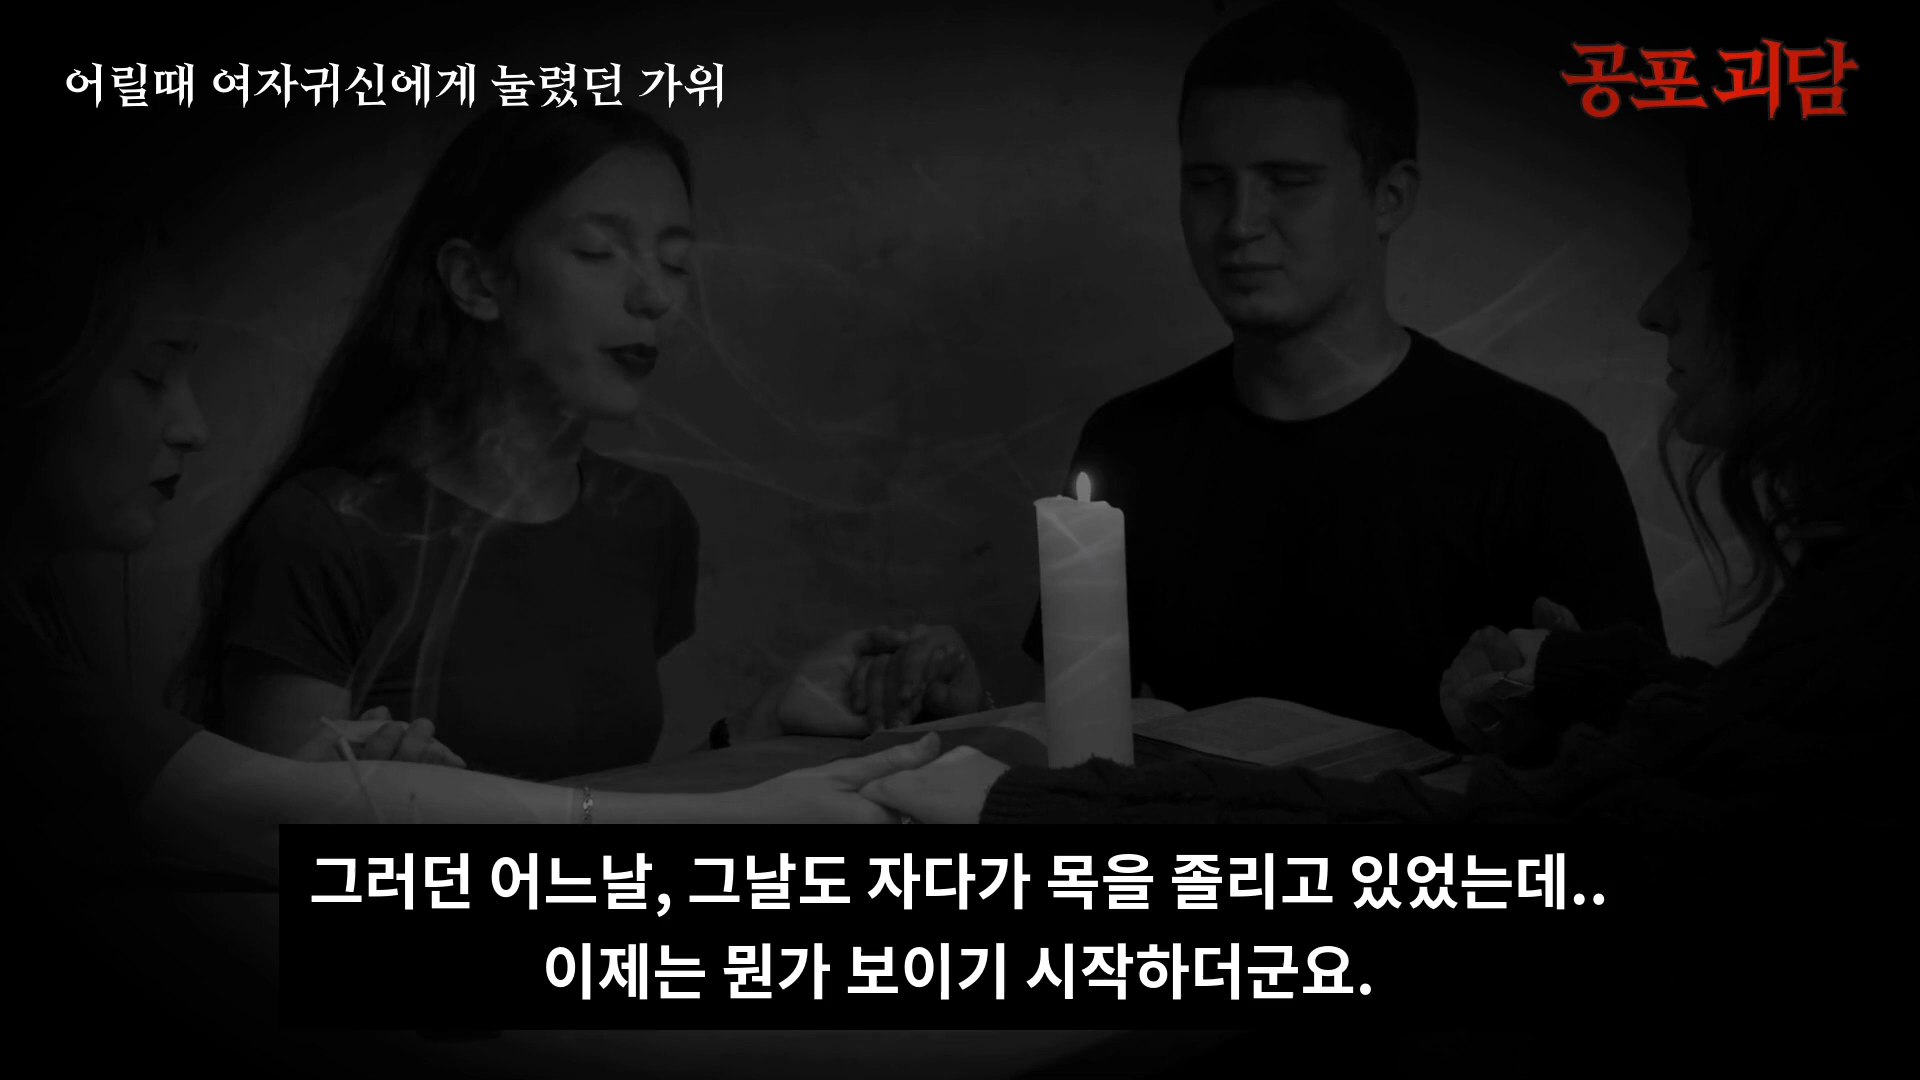 어릴때 여자귀신에게 눌렸던 가위
공포괴담
그러던 어느날, 그날도 자다가 목을 졸리고 있었는데..
이제는 뭔가 보이기 시작하더군요.